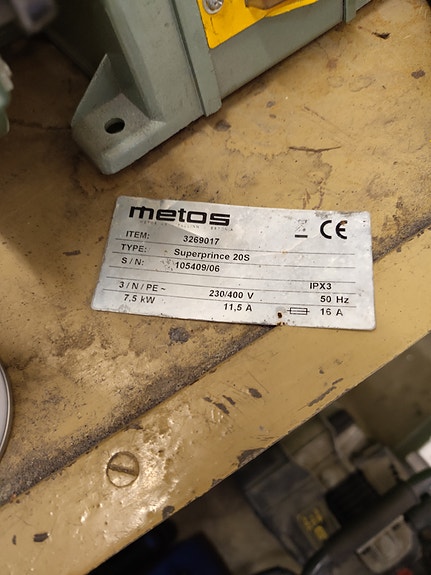 metos
ITEM: 3269017
TYPE: Superprince 20S
S / N: 105409/06
3 / N / PE ~ 230/400 V IPX3
7.5 kW 11,5 A 50 Hz
16 A
CE